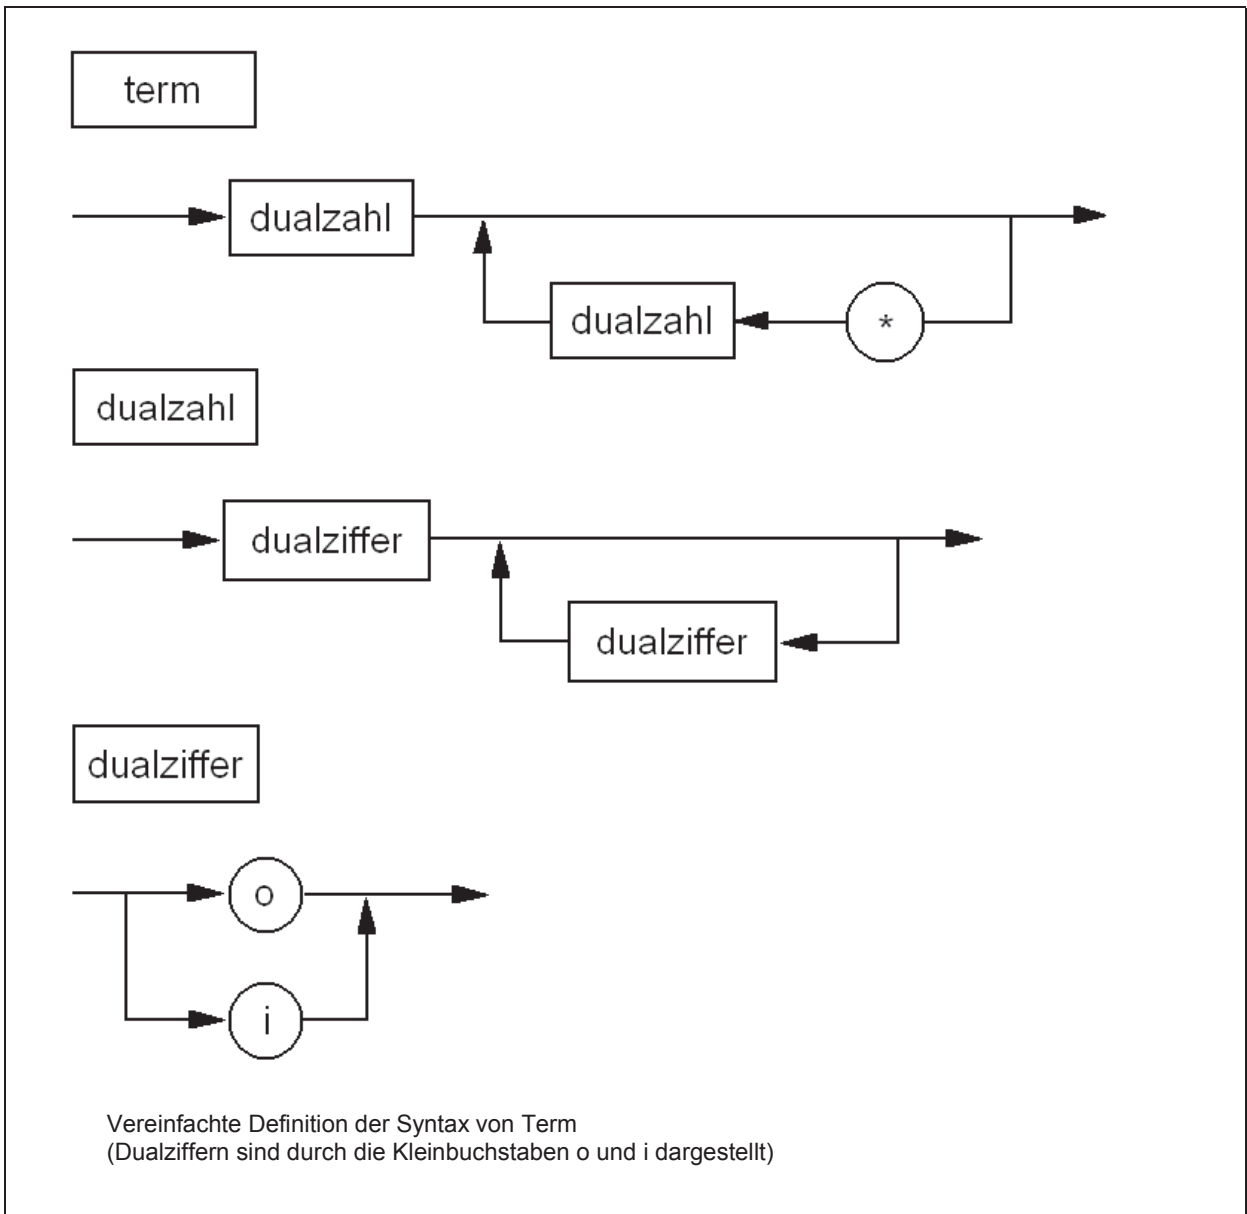 term
dualzahl
dualzahl
*
dualzahl
dualziffer
dualziffer
dualziffer
o
i
Vereinfachte Definition der Syntax von Term
(Dualziffern sind durch die Kleinbuchstaben o und i dargestellt)